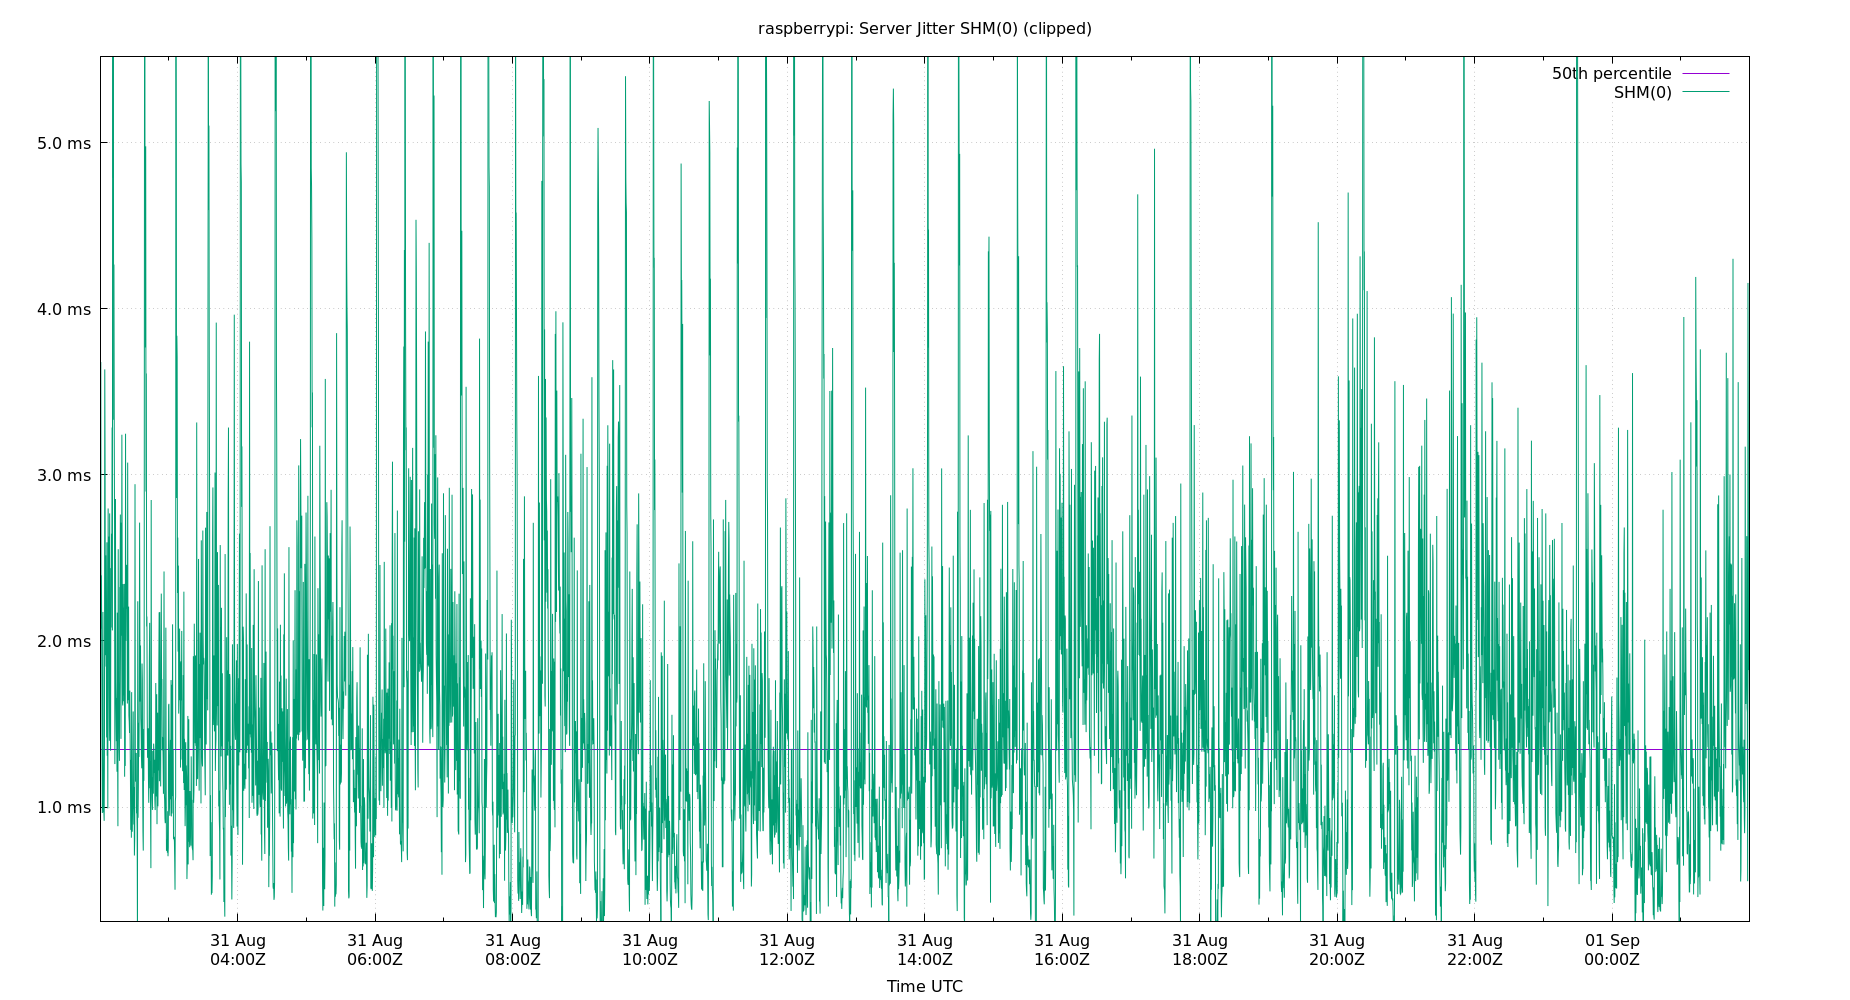 raspberrypi: Server Jitter SHM(0) (clipped)
50th percentile
SHM(0)
5.0 ms
4.0 ms
3.0 ms
2.0 ms
1.0 ms
31 Aug 31 Aug 31 Aug 31 Aug 31 Aug 31 Aug 31 Aug 31 Aug 31 Aug 31 Aug 01 Sep
04:00Z 06:00Z 08:00Z 10:00Z 12:00Z 14:00Z 16:00Z 18:00Z 20:00Z 22:00Z 00:00Z
Time UTC